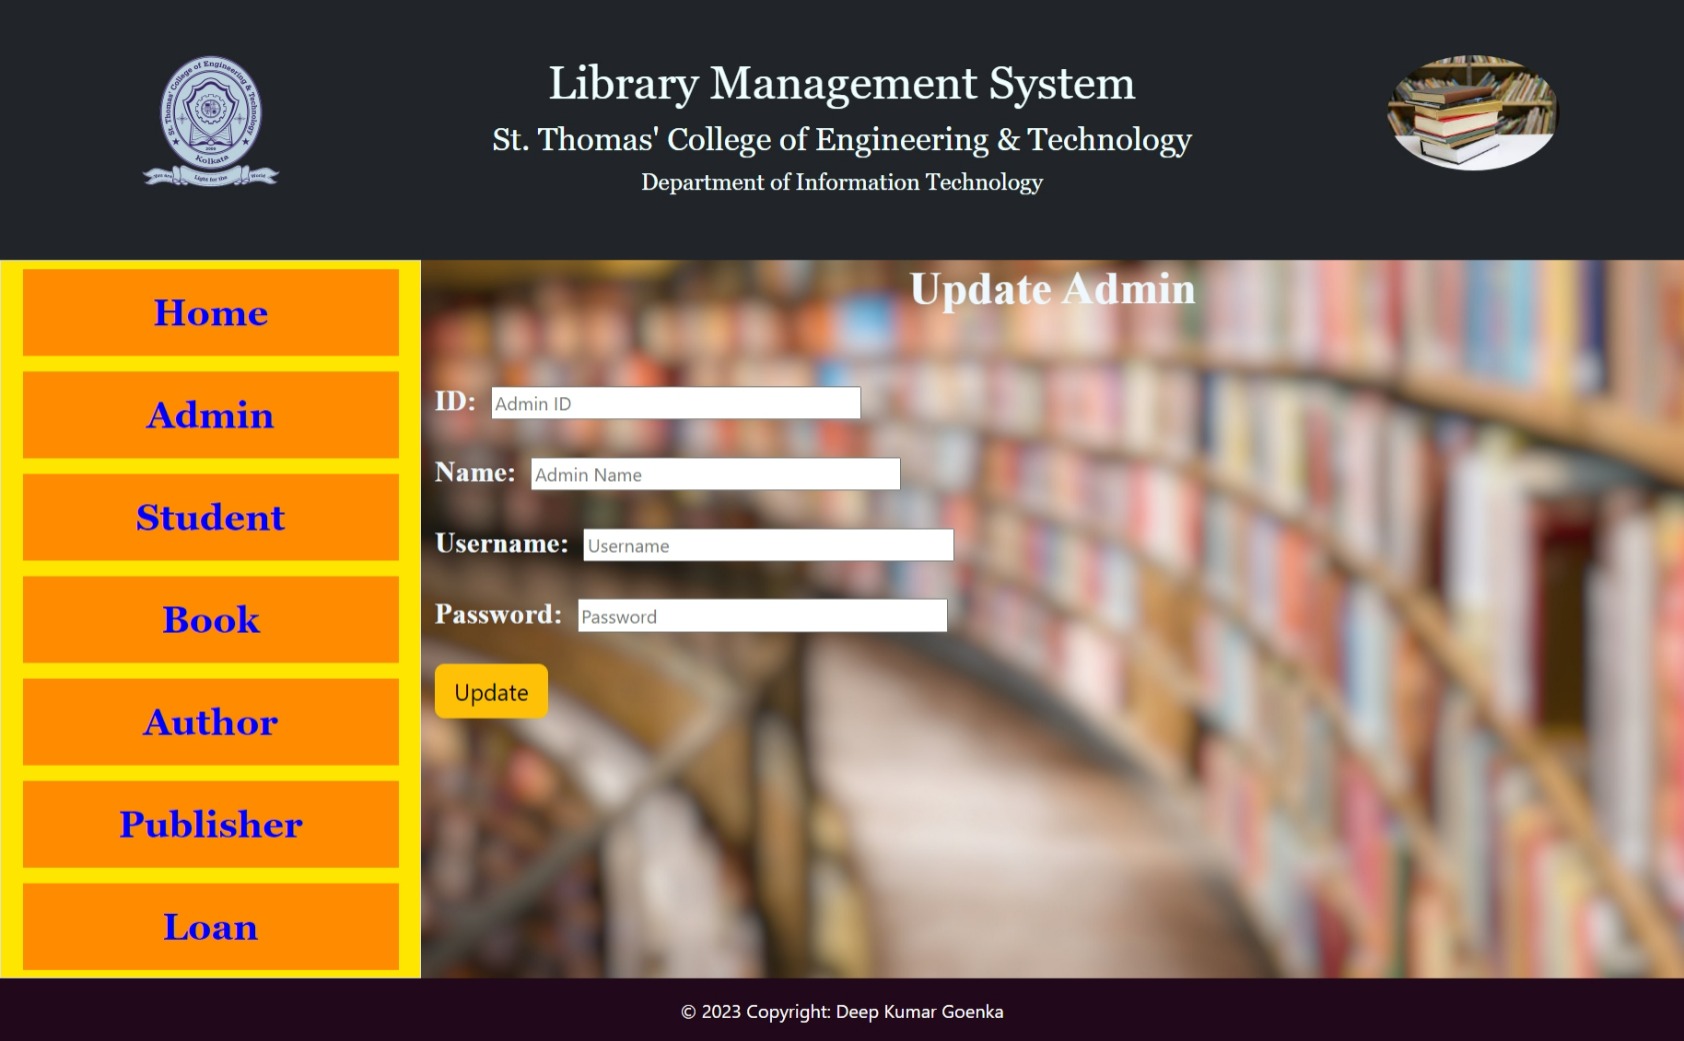 St. Thomas' College of Engineering & Technology
Kolkata
Library Management System
St. Thomas' College of Engineering & Technology
Department of Information Technology
Home
Admin
Student
Book
Author
Publisher
Loan
Update Admin
ID: Admin ID
Name: Admin Name
Username: Username
Password: Password
Update
© 2023 Copyright: Deep Kumar Goenka